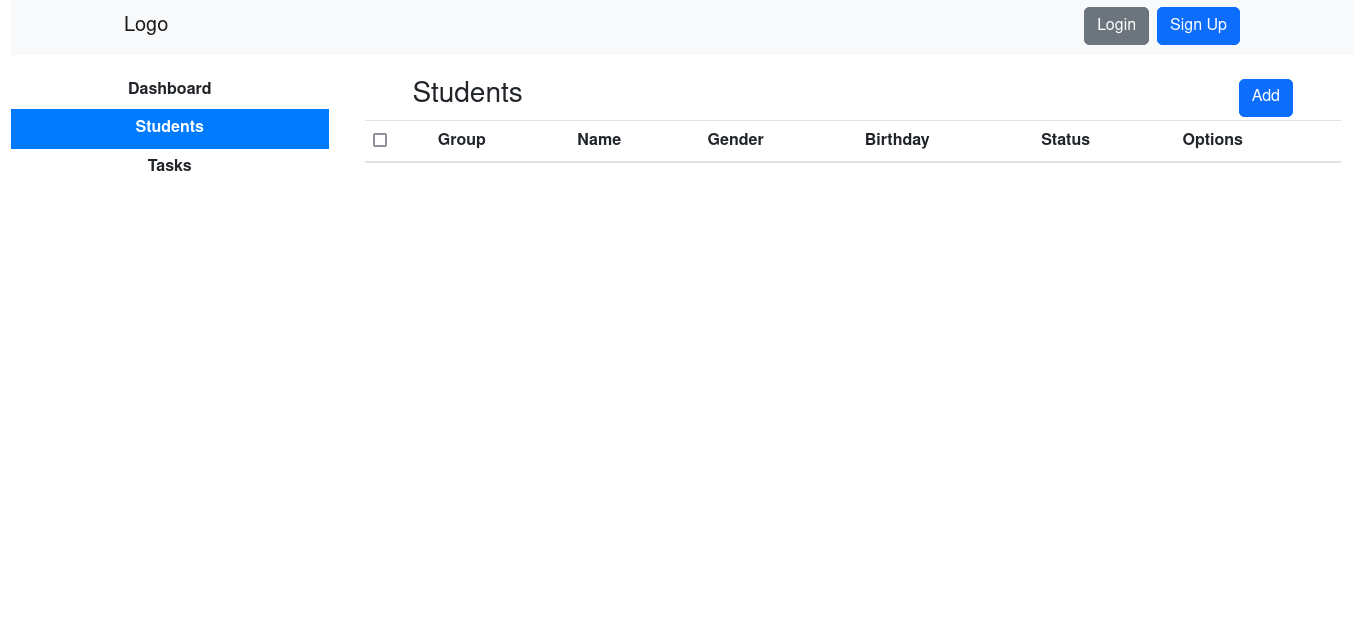 Logo Login Sign Up
Dashboard
Students
Tasks
Students Add
Group Name Gender Birthday Status Options